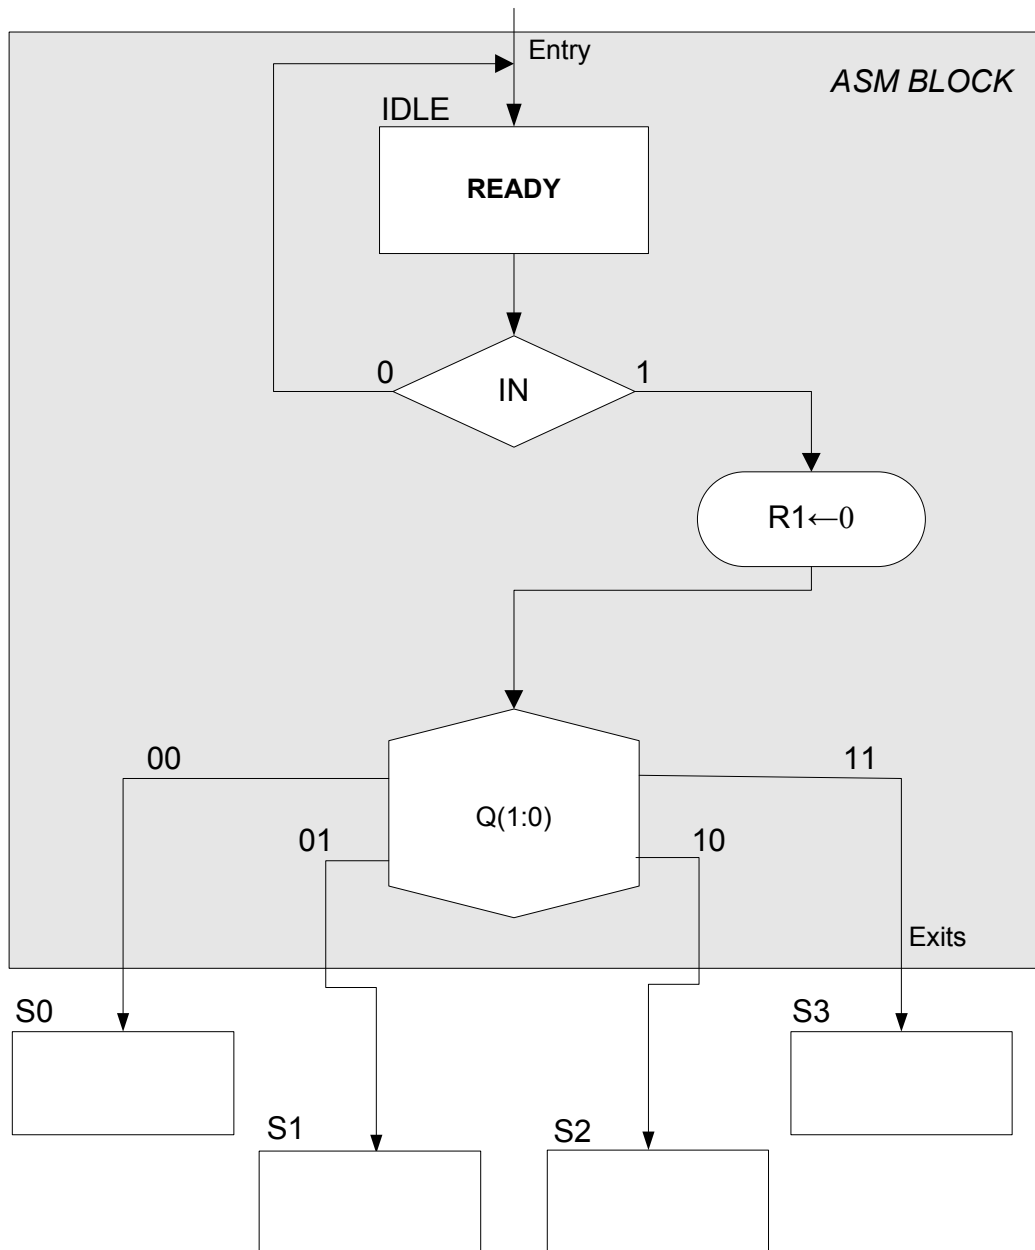 Entry
ASM BLOCK
IDLE
READY
0
IN
1
R1←0
00
11
Q(1:0)
01
10
Exits
S0
S3
S1
S2